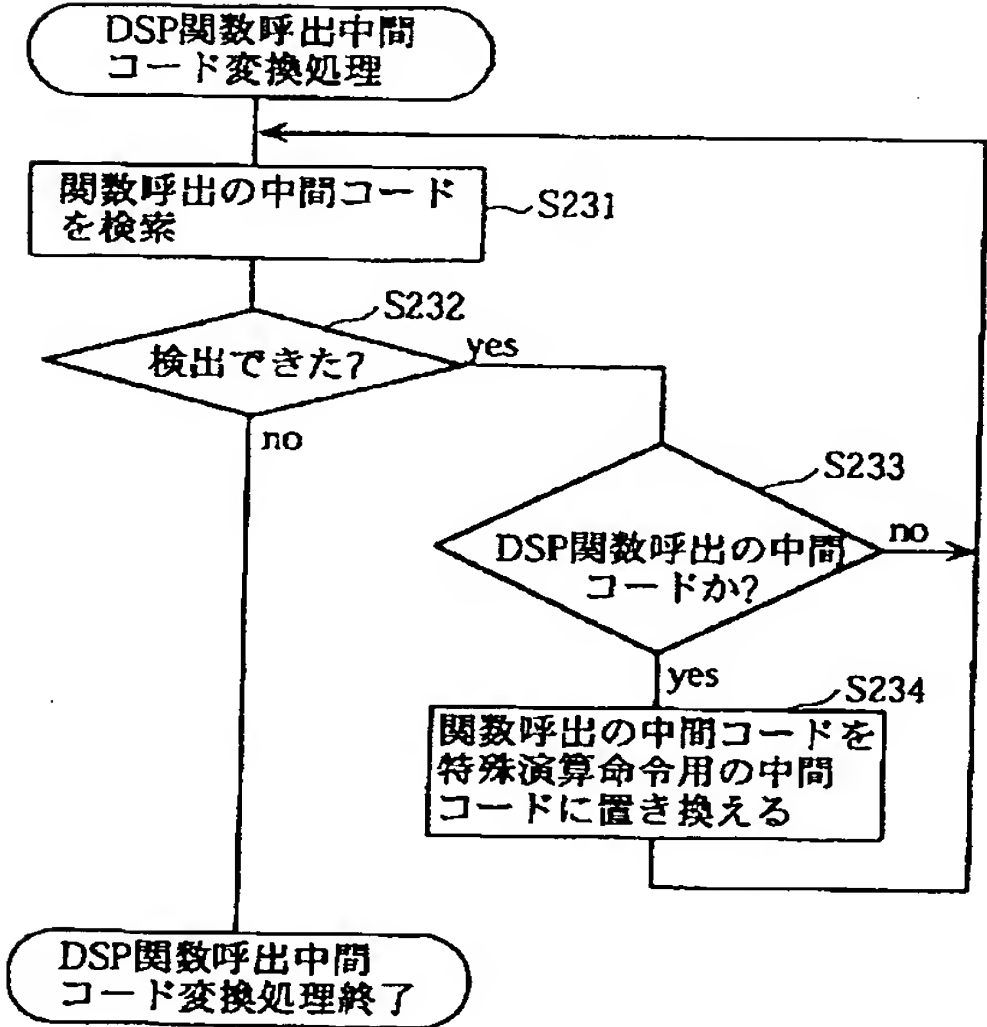 DSP関数呼出中間
コード変換処理
関数呼出の中間コード
を検索
S231
S232
検出できた?
yes
no
S233
DSP関数呼出の中間
コードか?
no
yes
S234
関数呼出の中間コードを
特殊演算命令用の中間
コードに置き換える
DSP関数呼出中間
コード変換処理終了